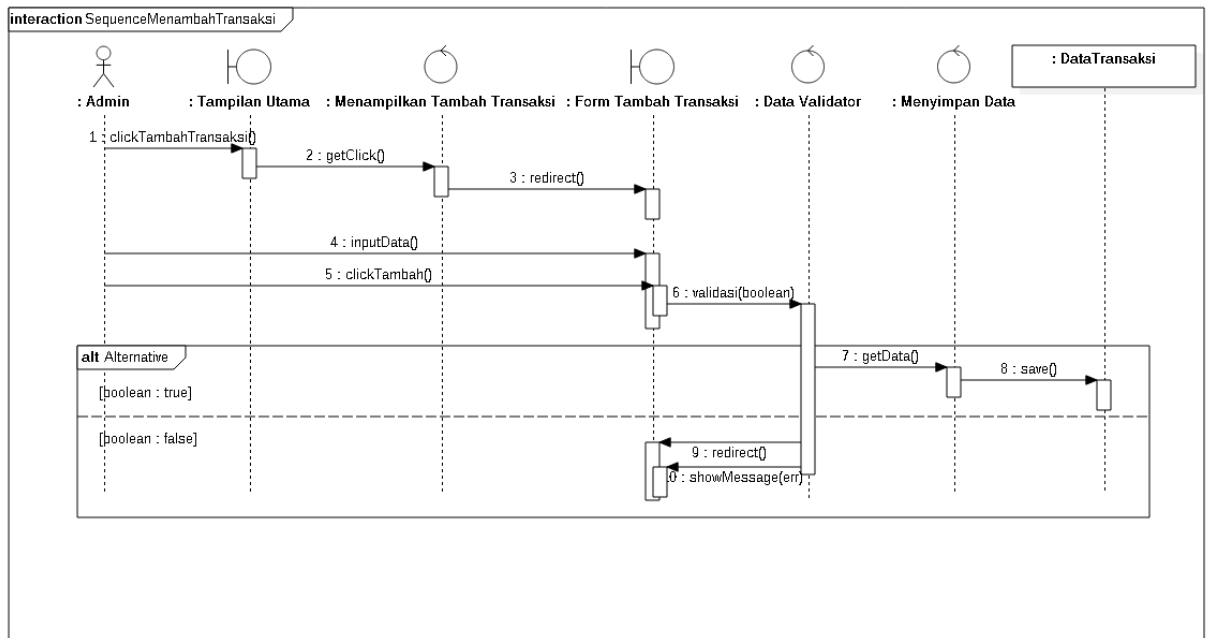 interaction SequenceMenambahTransaksi
: Admin
: Tampilan Utama
: Menampilkan Tambah Transaksi
: Form Tambah Transaksi
: Data Validator
: Menyimpan Data
: DataTransaksi
1 : clickTambahTransaksi()
2 : getClick()
3 : redirect()
4 : inputData()
5 : clickTambah()
6 : validasi(boolean)
alt Alternative
7 : getData()
8 : save()
[boolean : true]
[boolean : false]
9 : redirect()
0 : showMessage(err)